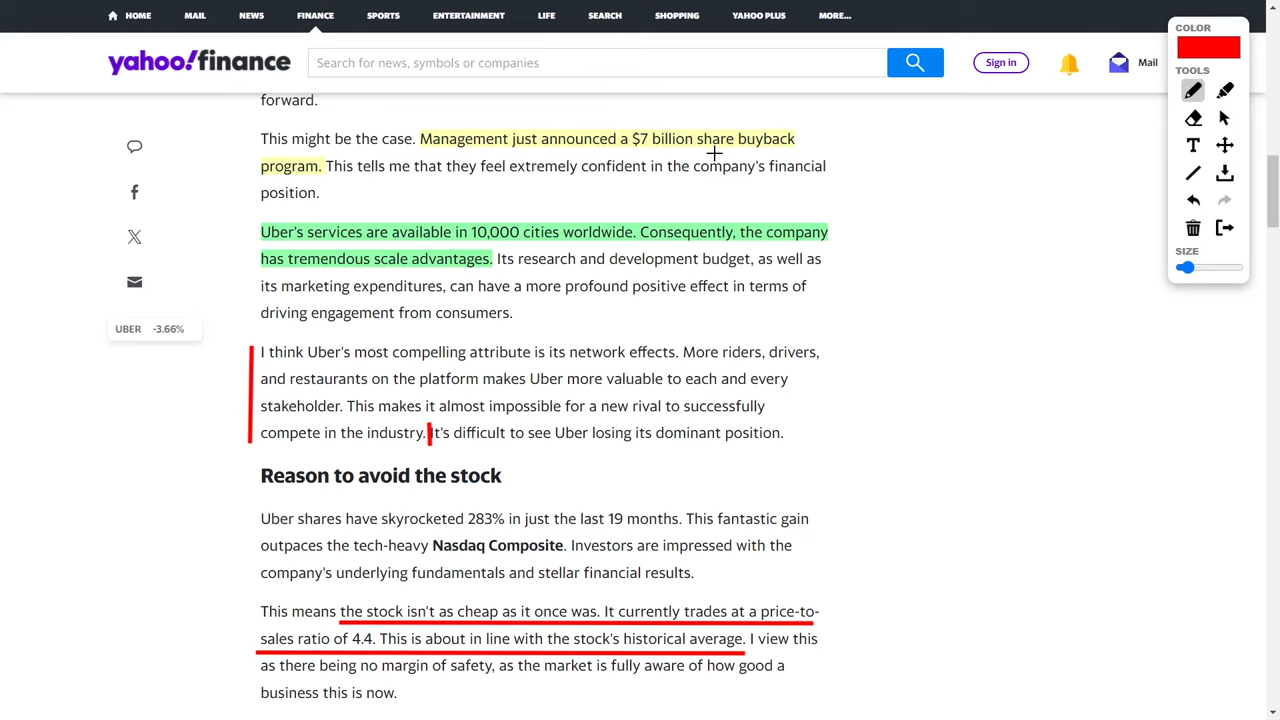 HOME MAIL NEWS FINANCE SPORTS ENTERTAINMENT LIFE SEARCH SHOPPING YAHOO PLUS MORE...
yahoo!finance Search for news, symbols or companies Sign in Mail
forward.
This might be the case. Management just announced a $7 billion share buyback
program. This tells me that they feel extremely confident in the company's financial
position.
Uber's services are available in 10,000 cities worldwide. Consequently, the company
has tremendous scale advantages. Its research and development budget, as well as
its marketing expenditures, can have a more profound positive effect in terms of
driving engagement from consumers.
UBER -3.66%
I think Uber's most compelling attribute is its network effects. More riders, drivers,
and restaurants on the platform makes Uber more valuable to each and every
stakeholder. This makes it almost impossible for a new rival to successfully
compete in the industry. It's difficult to see Uber losing its dominant position.
Reason to avoid the stock
Uber shares have skyrocketed 283% in just the last 19 months. This fantastic gain
outpaces the tech-heavy Nasdaq Composite. Investors are impressed with the
company's underlying fundamentals and stellar financial results.
This means the stock isn't as cheap as it once was. It currently trades at a price-to-
sales ratio of 4.4. This is about in line with the stock's historical average. I view this
as there being no margin of safety, as the market is fully aware of how good a
business this is now.
COLOR
TOOLS
T
SIZE